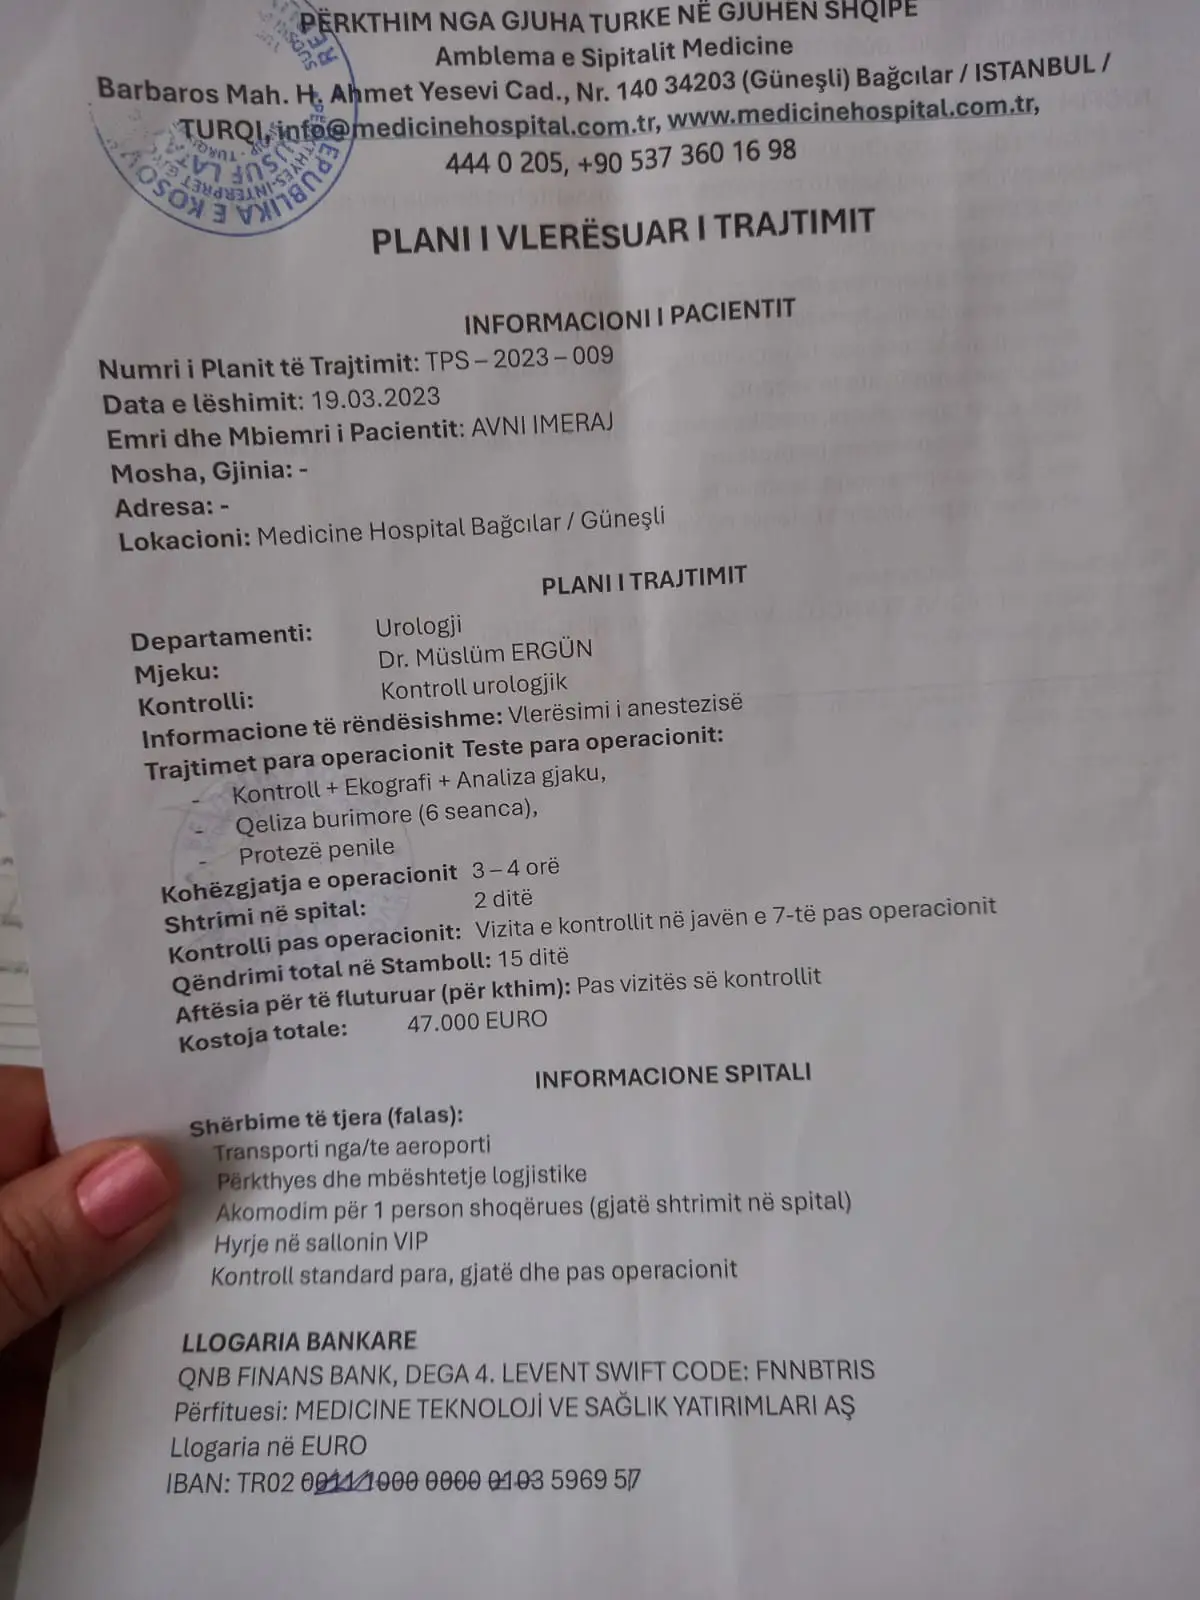 PËRKTHIM NGA GJUHA TURKE NË GJUHËN SHQIPE
Amblema e Sipitalit Medicine
Barbaros Mah. H. Ahmet Yesevi Cad., Nr. 140 34203 (Güneşli) Bağcılar / ISTANBUL /
TURQI, info@medicinehospital.com.tr, www.medicinehospital.com.tr,
444 0 205, +90 537 360 16 98
REPUBLIKA E KOSOVËS
PLANI I VLERËSUAR I TRAJTIMIT
INFORMACIONI I PACIENTIT
Numri i Planit të Trajtimit: TPS – 2023 – 009
Data e lëshimit: 19.03.2023
Emri dhe Mbiemri i Pacientit: AVNI IMERAJ
Mosha, Gjinia: -
Adresa: -
Lokacioni: Medicine Hospital Bağcılar / Güneşli
PLANI I TRAJTIMIT
Departamenti: Urologji
Mjeku: Dr. Müslüm ERGÜN
Kontrolli: Kontroll urologjik
Informacione të rëndësishme: Vlerësimi i anestezisë
Trajtimet para operacionit Teste para operacionit:
- Kontroll + Ekografi + Analiza gjaku,
- Qeliza burimore (6 seanca),
- Protezë penile
Kohëzgjatja e operacionit 3 – 4 orë
Shtrimi në spital: 2 ditë
Kontrolli pas operacionit: Vizita e kontrollit në javën e 7-të pas operacionit
Qëndrimi total në Stamboll: 15 ditë
Aftësia për të fluturuar (për kthim): Pas vizitës së kontrollit
Kostoja totale: 47.000 EURO
INFORMACIONE SPITALI
Shërbime të tjera (falas):
Transporti nga/te aeroporti
Përkthyes dhe mbështetje logjistike
Akomodim për 1 person shoqërues (gjatë shtrimit në spital)
Hyrje në sallonin VIP
Kontroll standard para, gjatë dhe pas operacionit
LLOGARIA BANKARE
QNB FINANS BANK, DEGA 4. LEVENT SWIFT CODE: FNNBTRIS
Përfituesi: MEDICINE TEKNOLOJİ VE SAĞLIK YATIRIMLARI AŞ
Llogaria në EURO
IBAN: TR02 0011 1000 0000 0103 5969 57